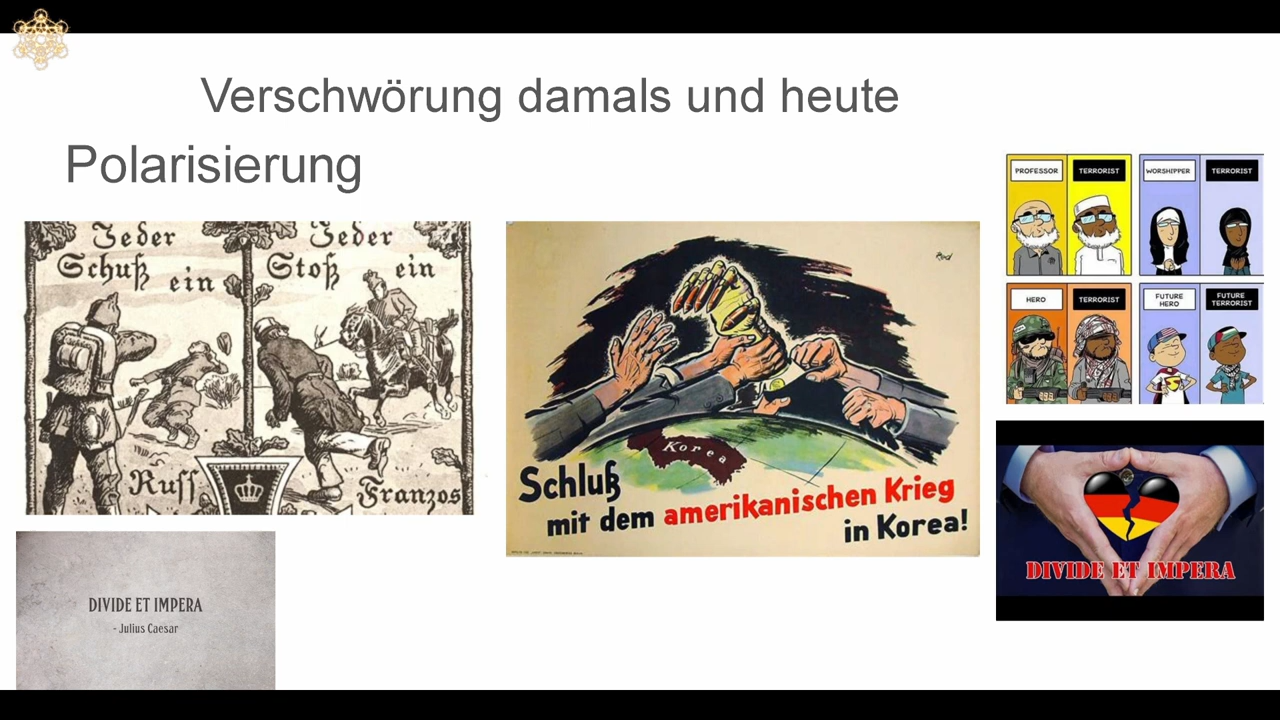 Verschwörung damals und heute
Polarisierung
Jeder
Schuß ein
Jeder
Stoß ein
Russ
Franzos
Korea
Schluß
mit dem amerikanischen Krieg
in Korea!
PROFESSOR
TERRORIST
WORSHIPPER
TERRORIST
HERO
TERRORIST
FUTURE
HERO
FUTURE
TERRORIST
DIVIDE ET IMPERA
- Julius Caesar
DIVIDE ET IMPERA